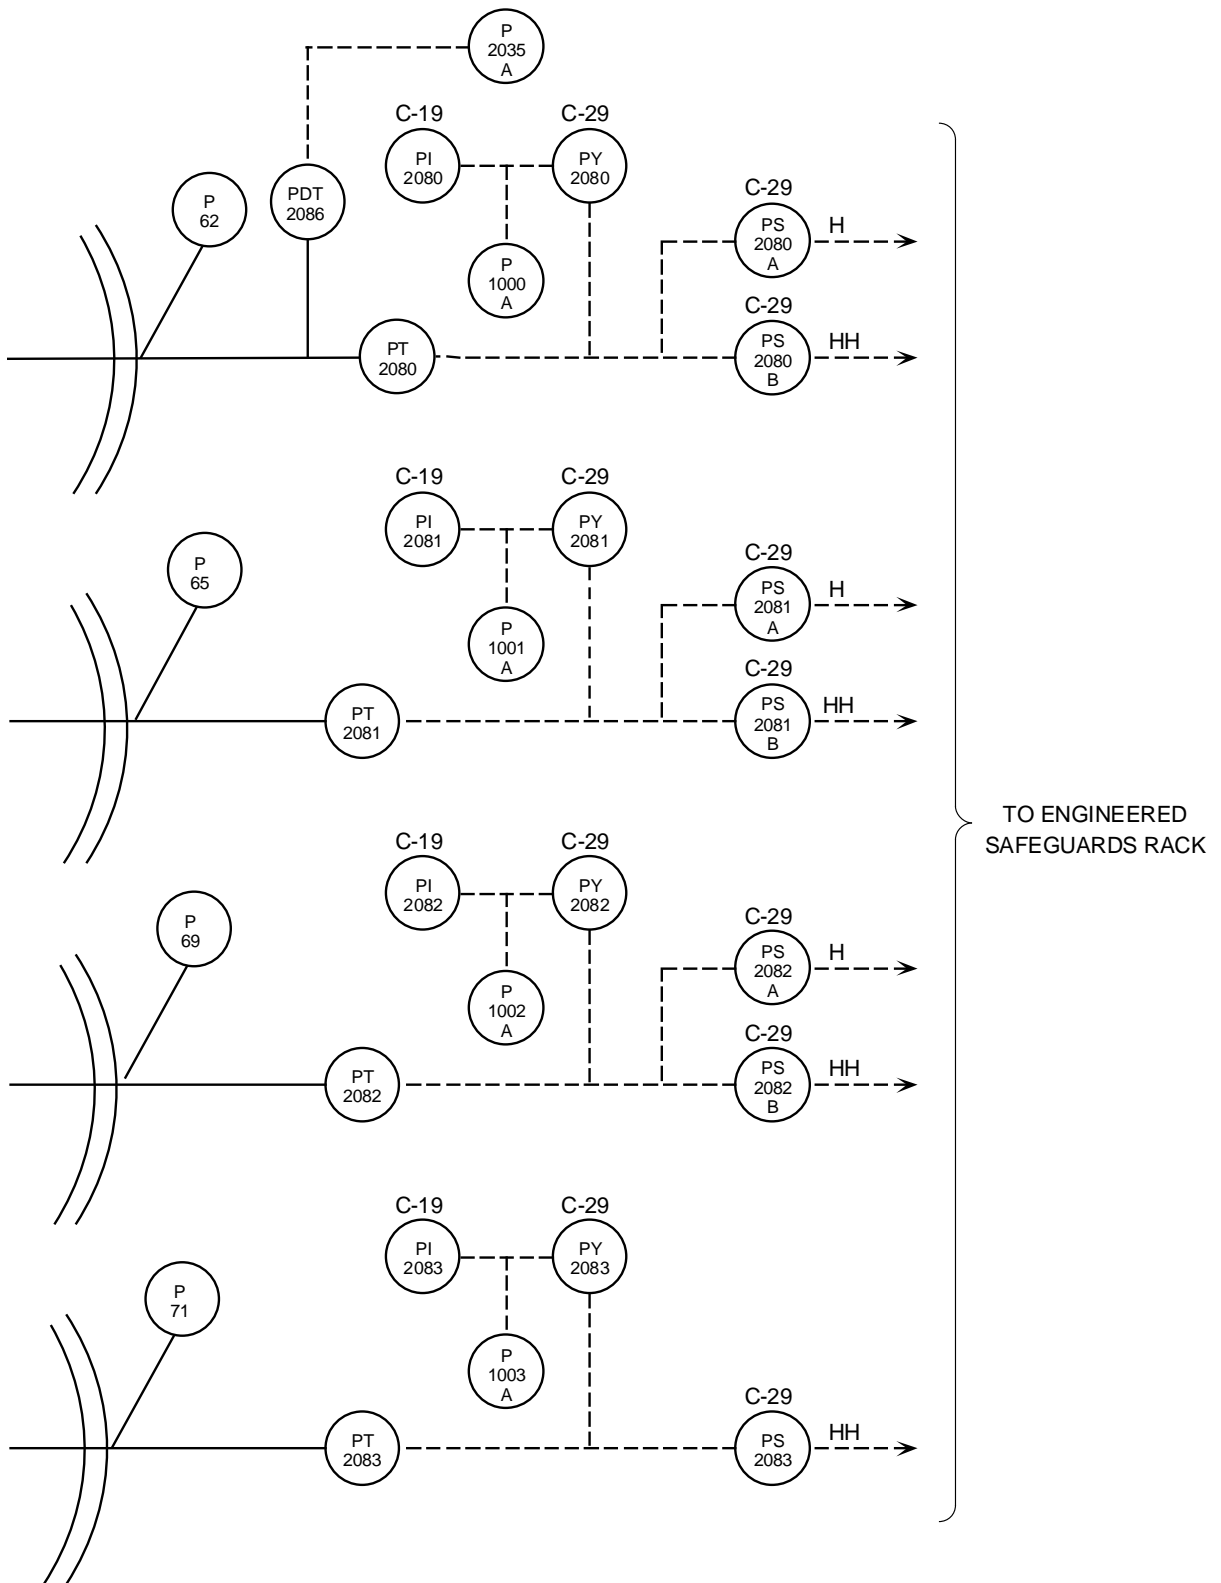 P
2035
A
C-19
C-29
PI
2080
PY
2080
PDT
2086
P
62
C-29
PS
2080
A
H
P
1000
A
C-29
PT
2080
PS
2080
B
HH
C-19
C-29
PI
2081
PY
2081
P
65
C-29
PS
2081
A
H
P
1001
A
C-29
PT
2081
PS
2081
B
HH
TO ENGINEERED
SAFEGUARDS RACK
C-19
C-29
PI
2082
PY
2082
P
69
C-29
PS
2082
A
H
P
1002
A
C-29
PT
2082
PS
2082
B
HH
C-19
C-29
PI
2083
PY
2083
P
71
P
1003
A
C-29
PT
2083
PS
2083
HH